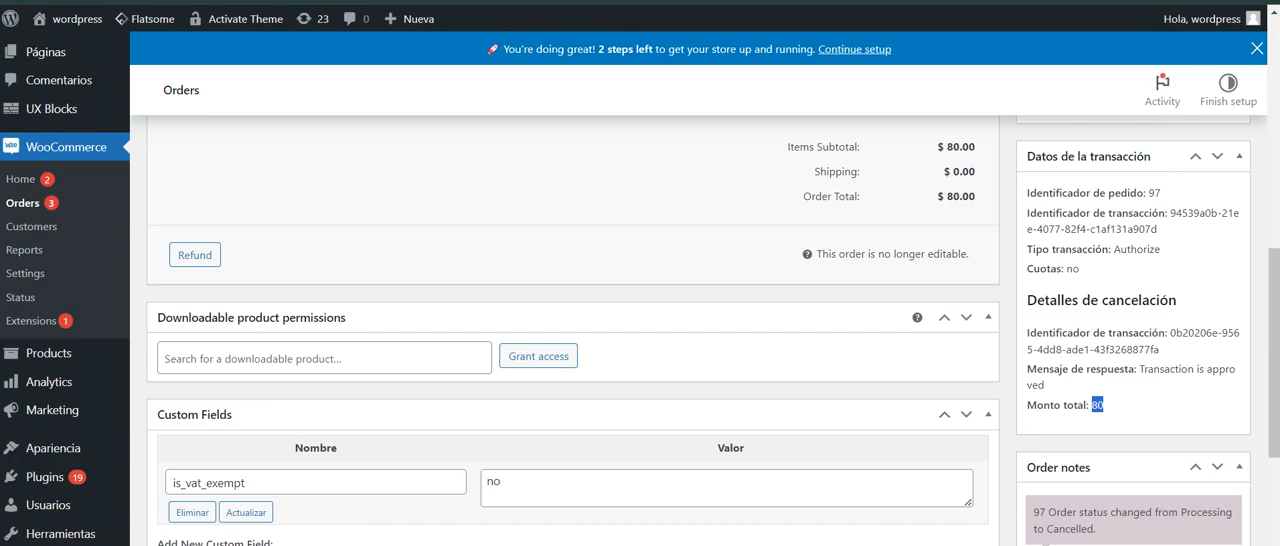 wordpress
Flatsome
Activate Theme
23
0
Nueva
Hola, wordpress
Páginas
Comentarios
UX Blocks
WooCommerce
Home 2
Orders 3
Customers
Reports
Settings
Status
Extensions 1
Products
Analytics
Marketing
Apariencia
Plugins 19
Usuarios
Herramientas
🚀 You're doing great! 2 steps left to get your store up and running. Continue setup
Orders
Activity
Finish setup
Items Subtotal: $ 80.00
Shipping: $ 0.00
Order Total: $ 80.00
Refund
This order is no longer editable.
Downloadable product permissions
Search for a downloadable product...
Grant access
Custom Fields
Nombre
Valor
is_vat_exempt
no
Eliminar
Actualizar
Add New Custom Field:
Datos de la transacción
Identificador de pedido: 97
Identificador de transacción: 94539a0b-21e
e-4077-82f4-c1af131a907d
Tipo transacción: Authorize
Cuotas: no
Detalles de cancelación
Identificador de transacción: 0b20206e-956
5-4dd8-ade1-43f3268877fa
Mensaje de respuesta: Transaction is appro
ved
Monto total: 80
Order notes
97 Order status changed from Processing
to Cancelled.